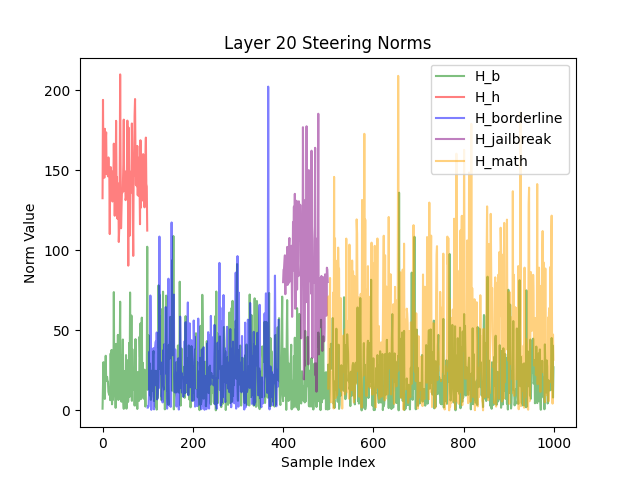 Layer 20 Steering Norms
H_b
H_h
H_borderline
H_jailbreak
H_math
Norm Value
200
150
100
50
0
0
200
400
600
800
1000
Sample Index